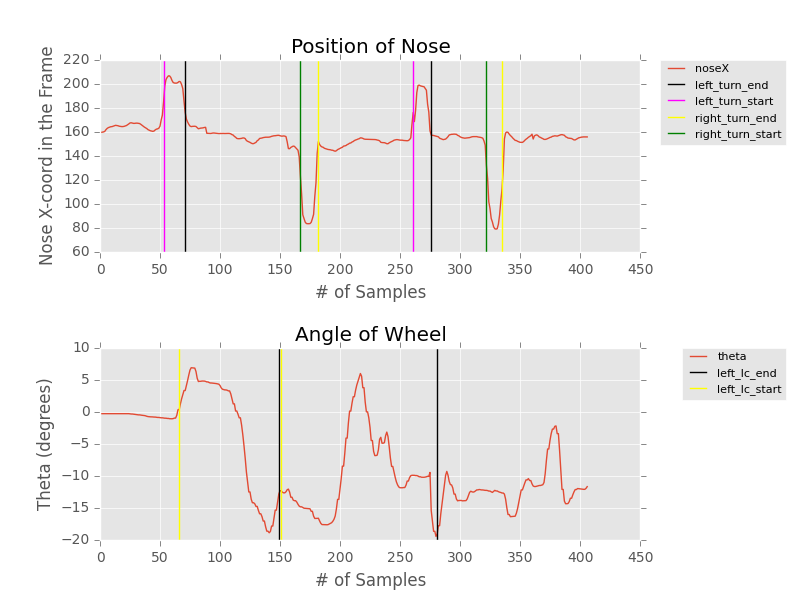 Position of Nose
Nose X-coord in the Frame
220
200
180
160
140
120
100
80
60
0 50 100 150 200 250 300 350 400 450
# of Samples
noseX
left_turn_end
left_turn_start
right_turn_end
right_turn_start
Angle of Wheel
Theta (degrees)
10
5
0
−5
−10
−15
−20
0 50 100 150 200 250 300 350 400 450
# of Samples
theta
left_lc_end
left_lc_start